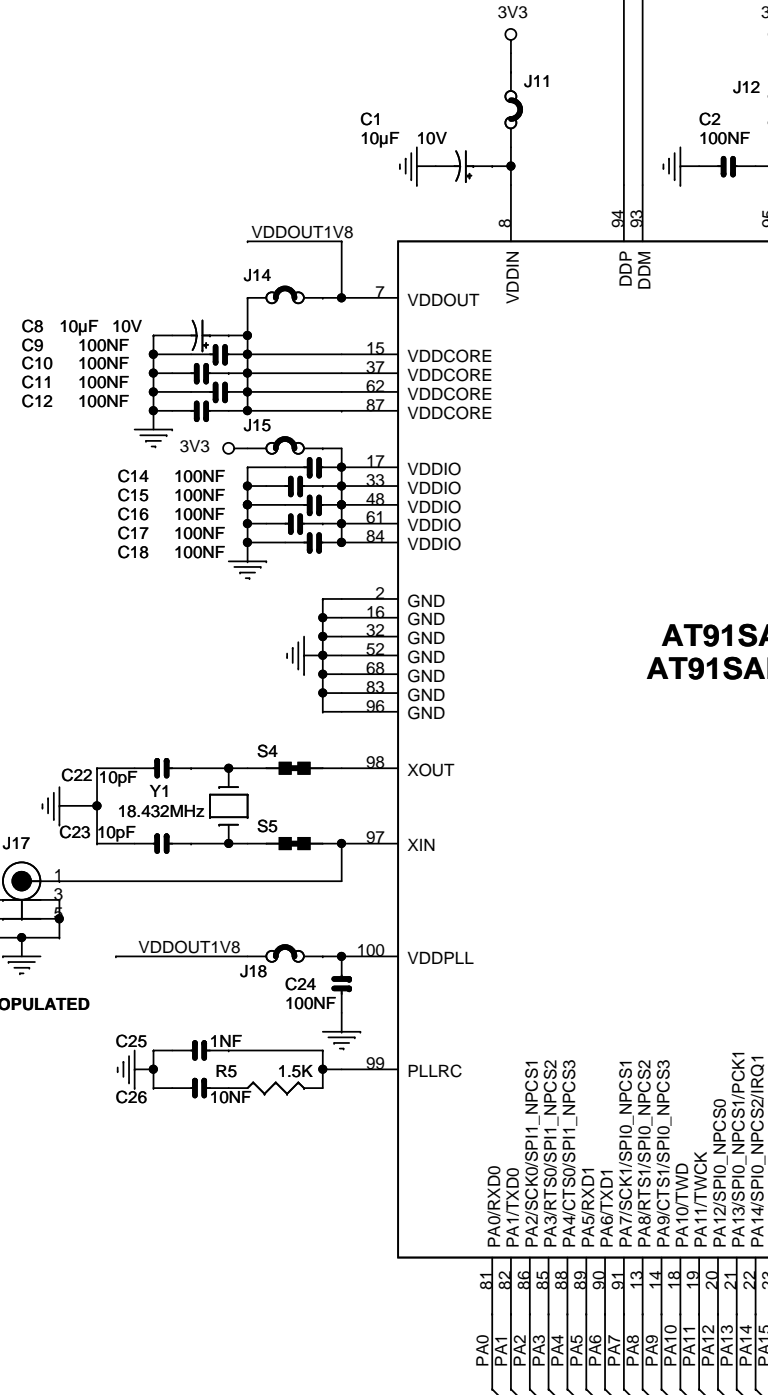 3V3
J11
J12
C1
10µF 10V
C2
100NF
8
94
93
95
VDDIN
DDP
DDM
VDDOUT1V8
J14
7
VDDOUT
C8 10µF 10V
C9 100NF
C10 100NF
C11 100NF
C12 100NF
15
VDDCORE
37
VDDCORE
62
VDDCORE
87
VDDCORE
J15
3V3
C14 100NF
C15 100NF
C16 100NF
C17 100NF
C18 100NF
17
VDDIO
33
VDDIO
48
VDDIO
61
VDDIO
84
VDDIO
2
GND
16
GND
32
GND
52
GND
68
GND
83
GND
96
GND
AT91SA
AT91SA
S4
98
XOUT
C22 10pF
Y1
18.432MHz
C23 10pF
S5
97
XIN
J17
1
3
5
VDDOUT1V8
J18
100
VDDPLL
C24
100NF
OPULATED
C25
1NF
R5
1.5K
C26
10NF
99
PLLRC
PA0/RXD0
PA1/TXD0
PA2/SCK0/SPI1_NPCS1
PA3/RTS0/SPI1_NPCS2
PA4/CTS0/SPI1_NPCS3
PA5/RXD1
PA6/TXD1
PA7/SCK1/SPI0_NPCS1
PA8/RTS1/SPI0_NPCS2
PA9/CTS1/SPI0_NPCS3
PA10/TWD
PA11/TWCK
PA12/SPI0_NPCS0
PA13/SPI0_NPCS1/PCK1
PA14/SPI0_NPCS2/IRQ1
81
82
86
85
88
89
90
91
13
14
18
19
20
21
22
23
PA0
PA1
PA2
PA3
PA4
PA5
PA6
PA7
PA8
PA9
PA10
PA11
PA12
PA13
PA14
PA15